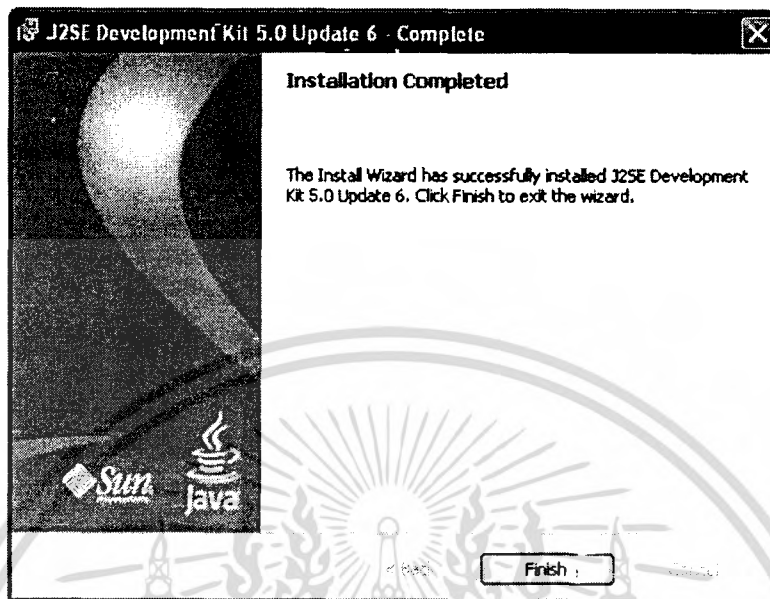 J2SE Development Kit 5.0 Update 6 - Complete
Installation Completed
The Install Wizard has successfully installed J2SE Development
Kit 5.0 Update 6. Click Finish to exit the wizard.
Sun
Java
Finish